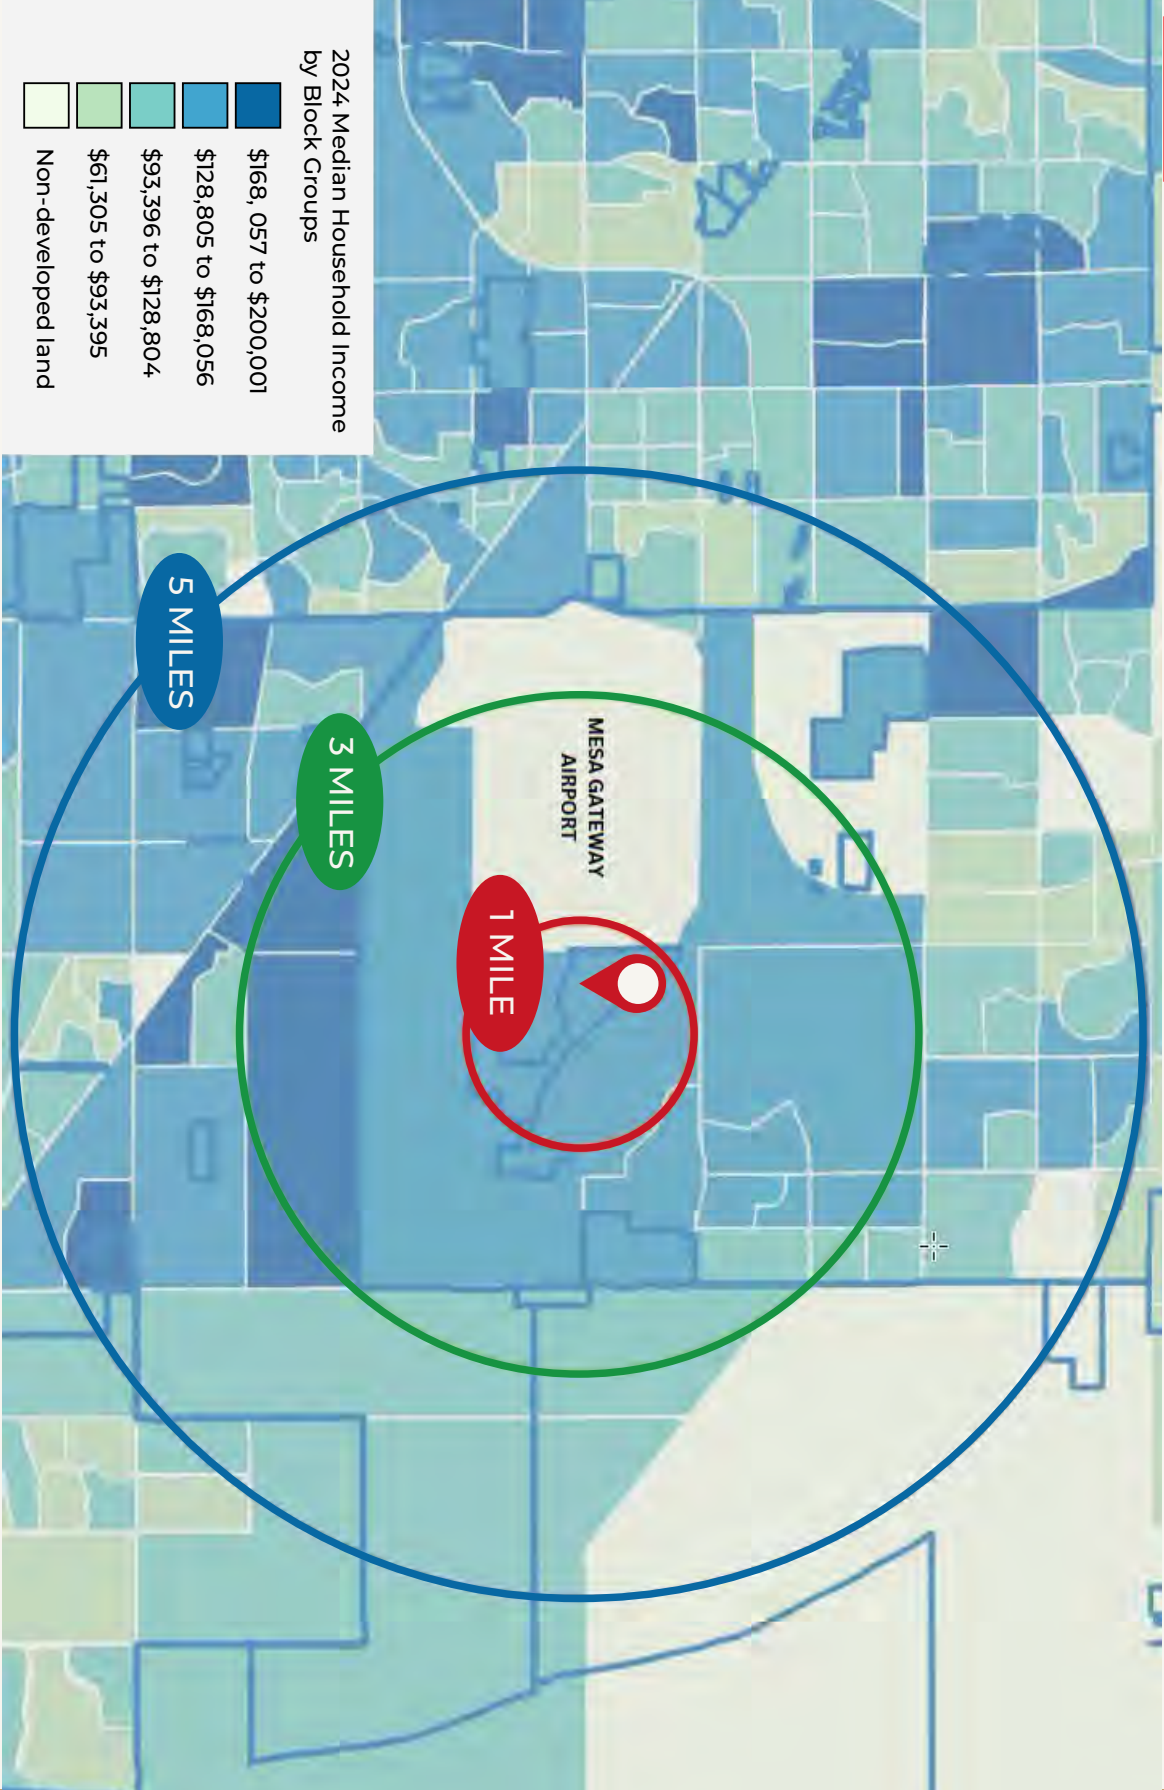 2024 Median Household Income
by Block Groups
$168, 057 to $200,001
$128,805 to $168,056
$93,396 to $128,804
$61,305 to $93,395
Non-developed land
MESA GATEWAY
AIRPORT
1 MILE
3 MILES
5 MILES